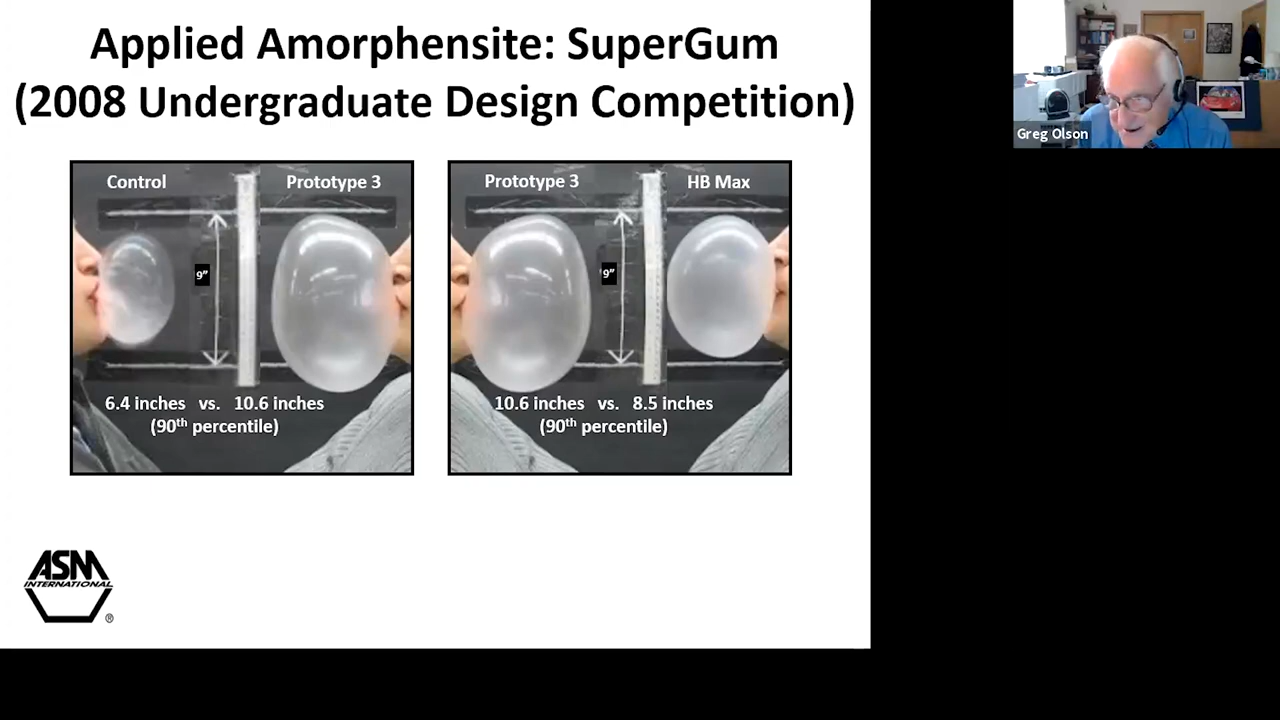 Applied Amorphensite: SuperGum
(2008 Undergraduate Design Competition)
Greg Olson
Control
Prototype 3
9”
6.4 inches vs. 10.6 inches
(90th percentile)
Prototype 3
HB Max
9”
10.6 inches vs. 8.5 inches
(90th percentile)
ASM
INTERNATIONAL
®